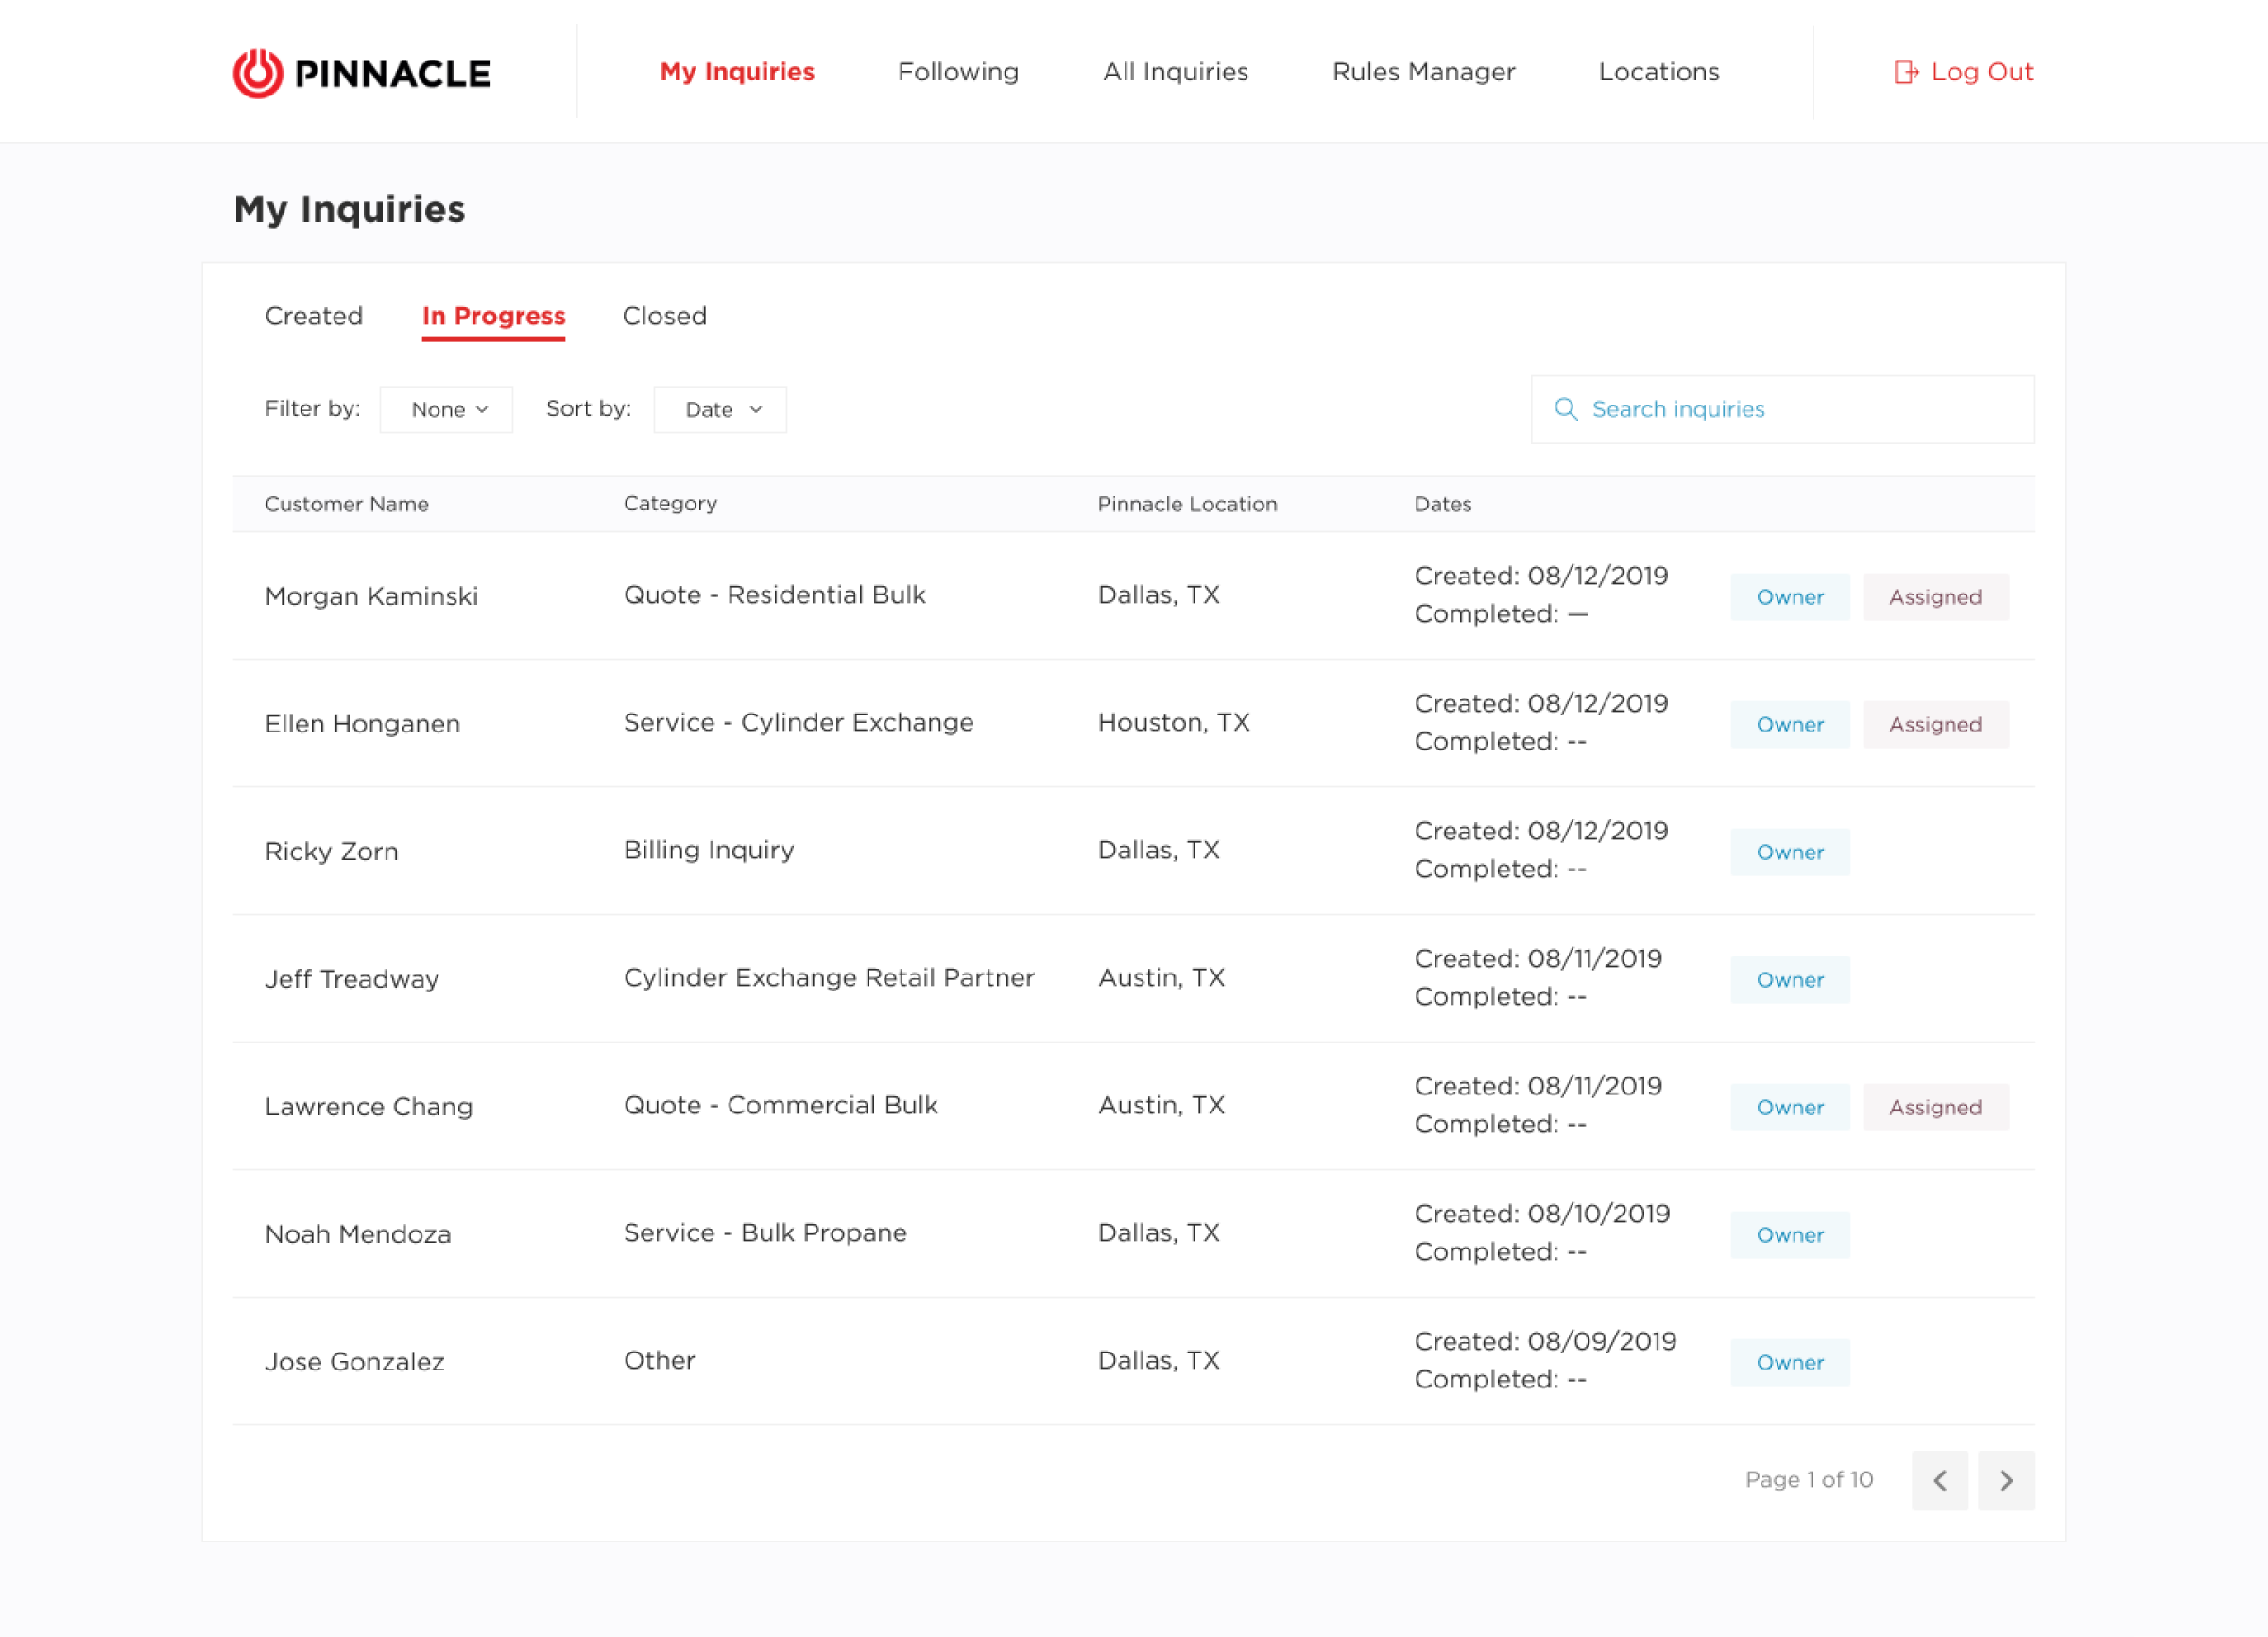 PINNACLE
My Inquiries Following All Inquiries Rules Manager Locations Log Out
My Inquiries
Created In Progress Closed
Filter by: None Sort by: Date Search inquiries
Customer Name Category Pinnacle Location Dates
Morgan Kaminski Quote - Residential Bulk Dallas, TX Created: 08/12/2019
Completed: — Owner Assigned
Ellen Honganen Service - Cylinder Exchange Houston, TX Created: 08/12/2019
Completed: -- Owner Assigned
Ricky Zorn Billing Inquiry Dallas, TX Created: 08/12/2019
Completed: -- Owner
Jeff Treadway Cylinder Exchange Retail Partner Austin, TX Created: 08/11/2019
Completed: -- Owner
Lawrence Chang Quote - Commercial Bulk Austin, TX Created: 08/11/2019
Completed: -- Owner Assigned
Noah Mendoza Service - Bulk Propane Dallas, TX Created: 08/10/2019
Completed: -- Owner
Jose Gonzalez Other Dallas, TX Created: 08/09/2019
Completed: -- Owner
Page 1 of 10